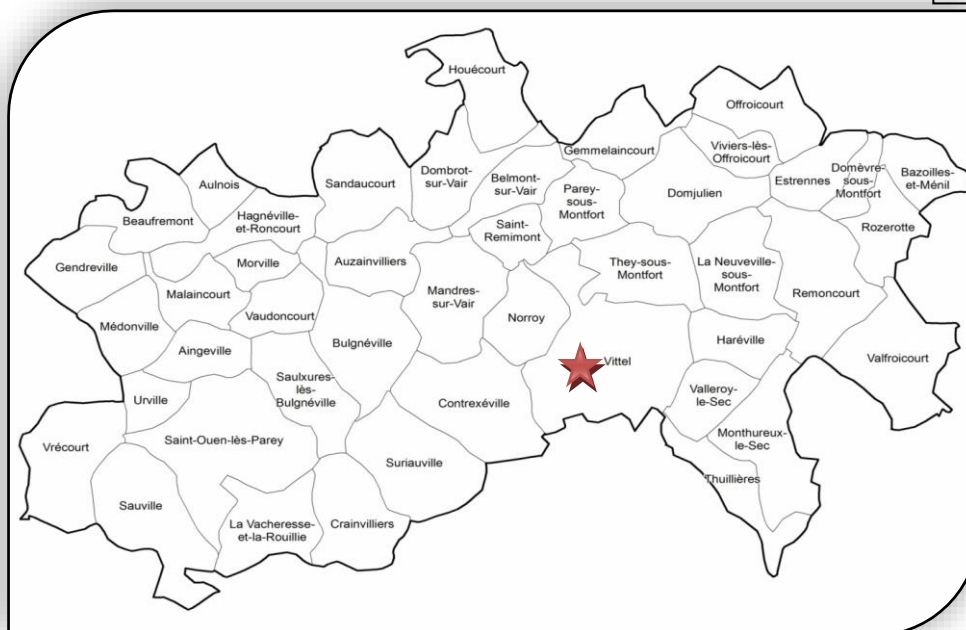 Houécourt
Offroicourt
Gemmelaincourt
Viviers-lès-
Offroicourt
Aulnois
Sandaucourt
Dombrot-
sur-Vair
Belmont-
sur-Vair
Parey-
sous-
Montfort
Domjulien
Estrennes
Domèvre-
sous-
Montfort
Bazoilles-
et-Ménil
Beaufremont
Hagnéville-
et-Roncourt
Saint-
Remimont
Rozerotte
Gendreville
Morville
Auzainvilliers
They-sous-
Montfort
La Neuveville-
sous-
Montfort
Malaincourt
Mandres-
sur-Vair
Remoncourt
Médonville
Vaudoncourt
Norroy
Aingeville
Bulgnéville
Haréville
Vittel
Valfroicourt
Saulxures-
lès-
Bulgnéville
Urville
Contrexéville
Valleroy-
le-Sec
Vrécourt
Saint-Ouen-lès-Parey
Monthureux-
le-Sec
Suriauville
Thuillières
Sauville
La Vacheresse-
et-la-Rouillie
Crainvilliers